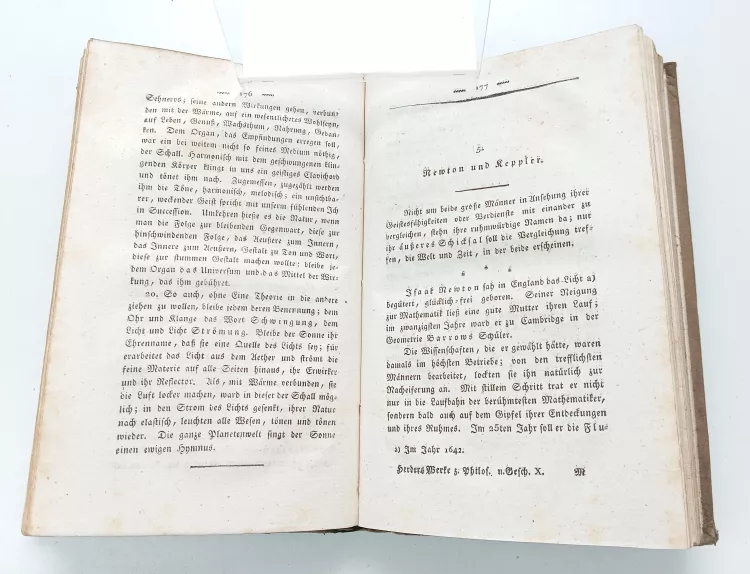 176
Sehnervs; seine andern Wirkungen gehen, verbun-
den mit der Wärme, auf ein wesentlicheres Wohlseyn,
auf Leben, Genuß, Wachsthum, Nahrung, Gedan-
ken. Dem Organ, das Empfindungen erregen soll,
war ein bei weitem nicht so feines Medium nöthig,
der Schall. Harmonisch mit dem geschwungenen klin-
genden Körper klingt in uns ein geistiges Clavichord
und tönet ihm nach. Zugemessen, zugezählt werden
ihm die Töne, harmonisch, melodisch; ein unsichtba-
rer, weckender Geist spricht mit unserm fühlenden Ich
in Succession. Umkehren hieße es die Natur, wenn
man die Folge zur bleibenden Gegenwart, diese zur
hinschwindenden Folge, das Aeußere zum Innern,
das Innere zum Aeußern, Gestalt zu Ton und Wort,
diese zur stummen Gestalt machen wollte: bleibe je-
dem Organ das Universum und das Mittel der Wir-
kung, das ihm gebühret.
20. So auch, ohne Eine Theorie in die andere
ziehen zu wollen, bleibe jedem deren Benennung; dem
Ohr und Klange das Wort Schwingung, dem
Licht und Licht Strömung. Bleibe der Sonne ihr
Ehrenname, daß sie eine Quelle des Lichts sey; für
erarbeitet das Licht aus dem Aether und strömt die
feine Materie auf alle Seiten hinaus, ihr Erwirker
und ihr Reflector. Als, mit Wärme verbunden, sie
die Luft locker machen, ward in dieser der Schall mög-
lich; in den Strom des Lichts gesenkt, ihrer Natur
nach elastisch, leuchten alle Wesen, tönen und tönen
wieder. Die ganze Planetenwelt singt der Sonne
einen ewigen Hymnus.
177
5.
Newton und Keppler.
Nicht um beide große Männer in Ansehung ihrer
Geistesfähigkeiten oder Verdienste mit einander zu
vergleichen, stehn ihre ruhmwürdige Namen da; nur
ihr äußeres Schicksal soll die Vergleichung tref-
fen, die Welt und Zeit, in der beide erscheinen.
* * *
Isaak Newton sah in England das Licht a)
begütert, glücklich-frei geboren. Seiner Neigung
zur Mathematik ließ eine gute Mutter ihren Lauf;
im zwanzigsten Jahre ward er zu Cambridge in der
Geometrie Barrows Schüler.
Die Wissenschaften, die er gewählt hätte, waren
damals im höchsten Betriebe; von den trefflichsten
Männern bearbeitet, lockten sie ihn natürlich zur
Nacheiferung an. Mit stillem Schritt trat er nicht
nur in die Laufbahn der berühmtesten Mathematiker,
sondern bald auch auf den Gipfel ihrer Entdeckungen
und ihres Ruhmes. Im 25ten Jahr soll er die Flu-
a) Im Jahr 1642.
Herders Werke z. Philos. u. Gesch. X. M